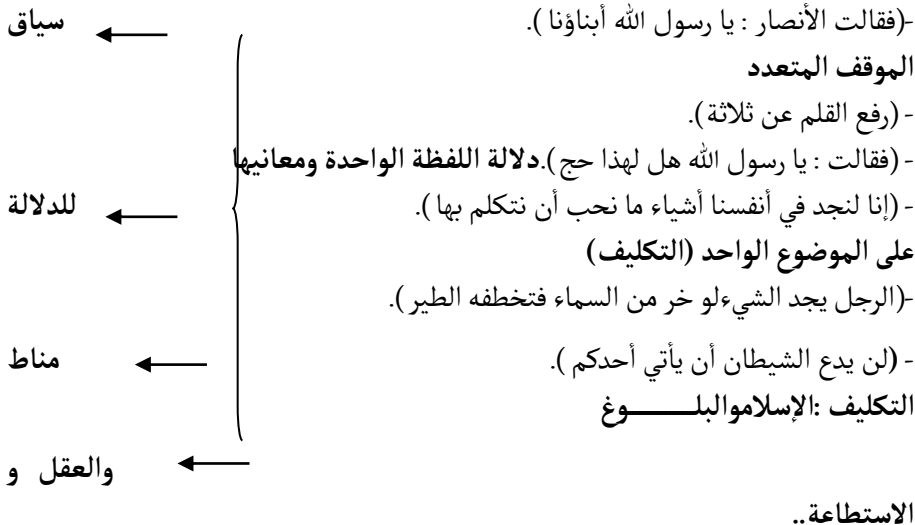 -(فقالت الأنصار : يا رسول الله أبناؤنا ). سياق
الموقف المتعدد
- (رفع القلم عن ثلاثة ).
- (فقالت : يا رسول الله هل لهذا حج ).دلالة اللفظة الواحدة ومعانيها
- (إنا لنجد في أنفسنا أشياء ما نحب أن نتكلم بها ). للدلالة
على الموضوع الواحد (التكليف)
-(الرجل يجد الشيءلو خر من السماء فتخطفه الطير ).
- (لن يدع الشيطان أن يأتي أحدكم ). مناط
التكليف :الإسلاموالبلـــــــــوغ
والعقل و
الاستطاعة..